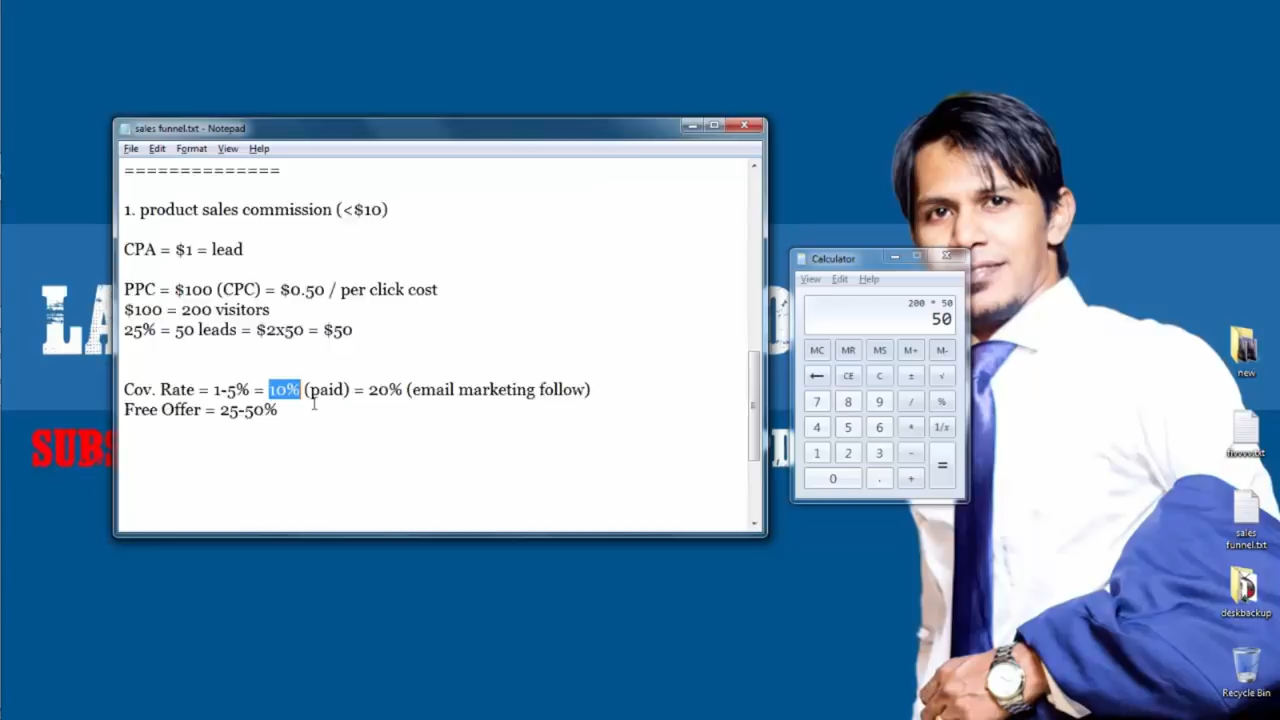 sales funnel.txt - Notepad
File Edit Format View Help
==============
1. product sales commission (<$10)
CPA = $1 = lead
PPC = $100 (CPC) = $0.50 / per click cost
$100 = 200 visitors
25% = 50 leads = $2x50 = $50
Cov. Rate = 1-5% = 10% (paid) = 20% (email marketing follow)
Free Offer = 25-50%
LA
SUBS
Calculator
View Edit Help
200 * 50
50
MC MR MS M+ M-
← CE C ± √
7 8 9 / %
4 5 6 * 1/x
1 2 3 - =
0 . +
new
sales funnel.txt
deskbackup
Recycle Bin